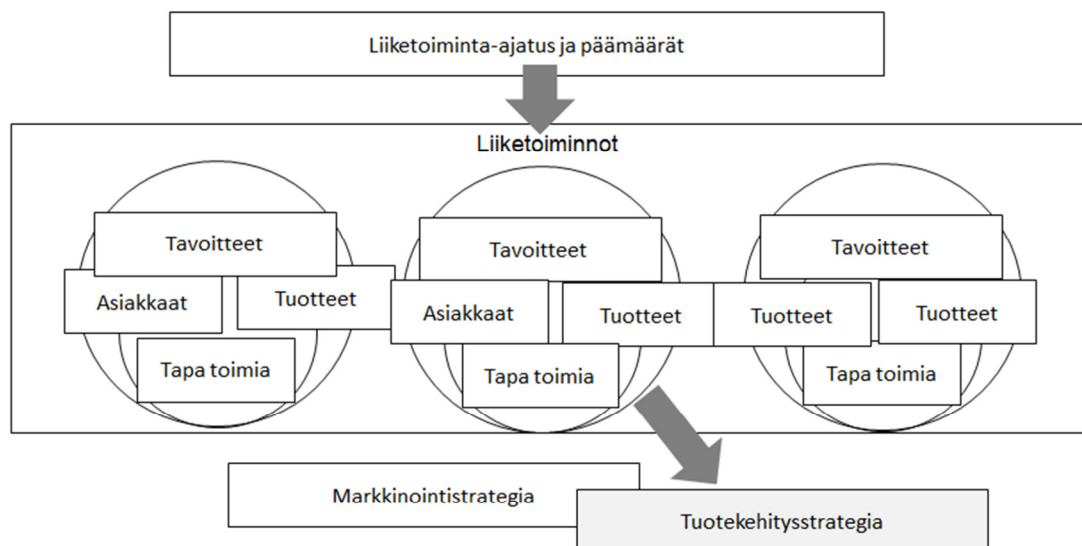 Liiketoiminta-ajatus ja päämäärät
Liiketoiminnot
Tavoitteet
Asiakkaat
Tuotteet
Tapa toimia
Tavoitteet
Asiakkaat
Tuotteet
Tapa toimia
Tavoitteet
Tuotteet
Tuotteet
Tapa toimia
Markkinointistrategia
Tuotekehitysstrategia